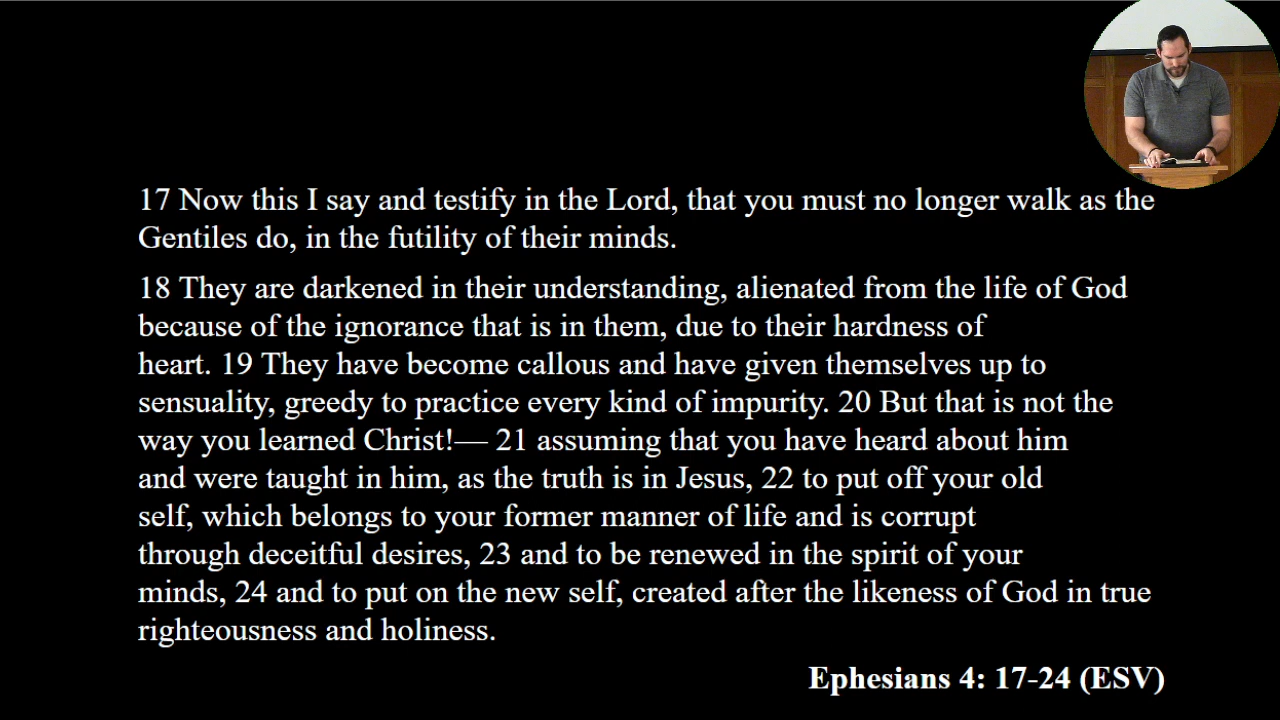 17 Now this I say and testify in the Lord, that you must no longer walk as the
Gentiles do, in the futility of their minds.
18 They are darkened in their understanding, alienated from the life of God
because of the ignorance that is in them, due to their hardness of
heart. 19 They have become callous and have given themselves up to
sensuality, greedy to practice every kind of impurity. 20 But that is not the
way you learned Christ!— 21 assuming that you have heard about him
and were taught in him, as the truth is in Jesus, 22 to put off your old
self, which belongs to your former manner of life and is corrupt
through deceitful desires, 23 and to be renewed in the spirit of your
minds, 24 and to put on the new self, created after the likeness of God in true
righteousness and holiness.
Ephesians 4: 17-24 (ESV)